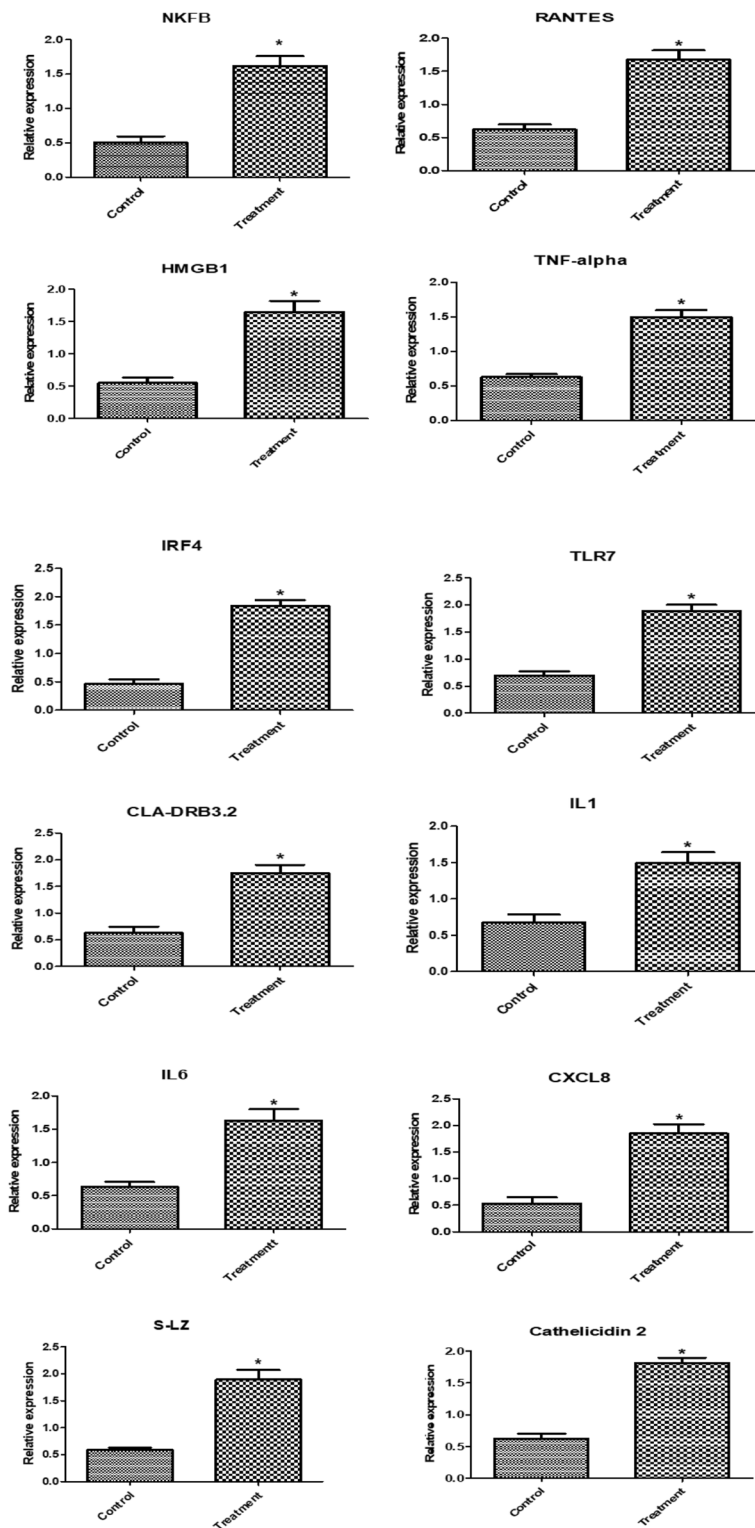 NKFB
Relative expression
2.0
1.5
1.0
0.5
0.0
Control
Treatment
*
RANTES
Relative expression
2.0
1.5
1.0
0.5
0.0
Control
Treatment
*
HMGB1
Relative expression
2.0
1.5
1.0
0.5
0.0
Control
Treatment
*
TNF-alpha
Relative expression
2.0
1.5
1.0
0.5
0.0
Control
Treatment
*
IRF4
Relative expression
2.5
2.0
1.5
1.0
0.5
0.0
Control
Treatment
*
TLR7
Relative expression
2.5
2.0
1.5
1.0
0.5
0.0
Control
Treatment
*
CLA-DRB3.2
Relative expression
2.5
2.0
1.5
1.0
0.5
0.0
Control
Treatment
*
IL1
Relative expression
2.0
1.5
1.0
0.5
0.0
Control
Treatment
*
IL6
Relative expression
2.0
1.5
1.0
0.5
0.0
Control
Treatmentt
*
CXCL8
Relative expression
2.5
2.0
1.5
1.0
0.5
0.0
Control
Treatment
*
S-LZ
Relative expression
2.5
2.0
1.5
1.0
0.5
0.0
Control
Treatment
*
Cathelicidin 2
Relative expression
2.0
1.5
1.0
0.5
0.0
Control
Treatment
*